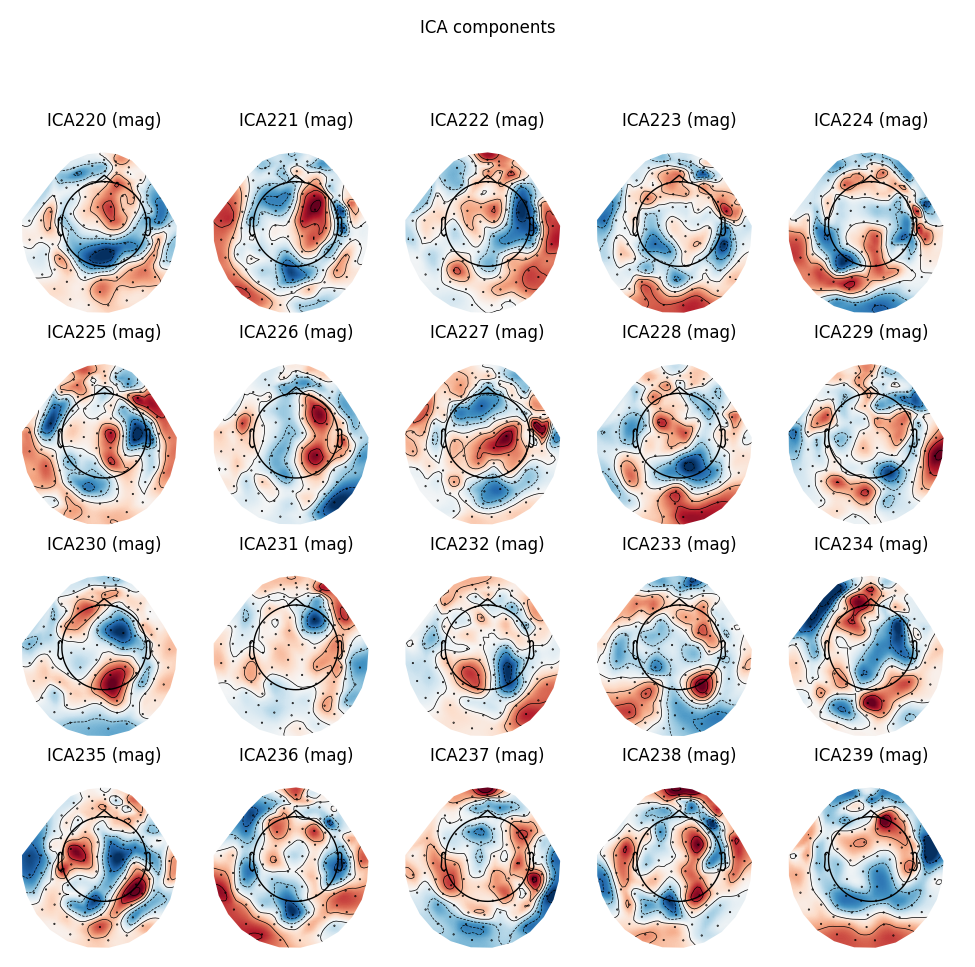 ICA components
ICA220 (mag) ICA221 (mag) ICA222 (mag) ICA223 (mag) ICA224 (mag)
ICA225 (mag) ICA226 (mag) ICA227 (mag) ICA228 (mag) ICA229 (mag)
ICA230 (mag) ICA231 (mag) ICA232 (mag) ICA233 (mag) ICA234 (mag)
ICA235 (mag) ICA236 (mag) ICA237 (mag) ICA238 (mag) ICA239 (mag)